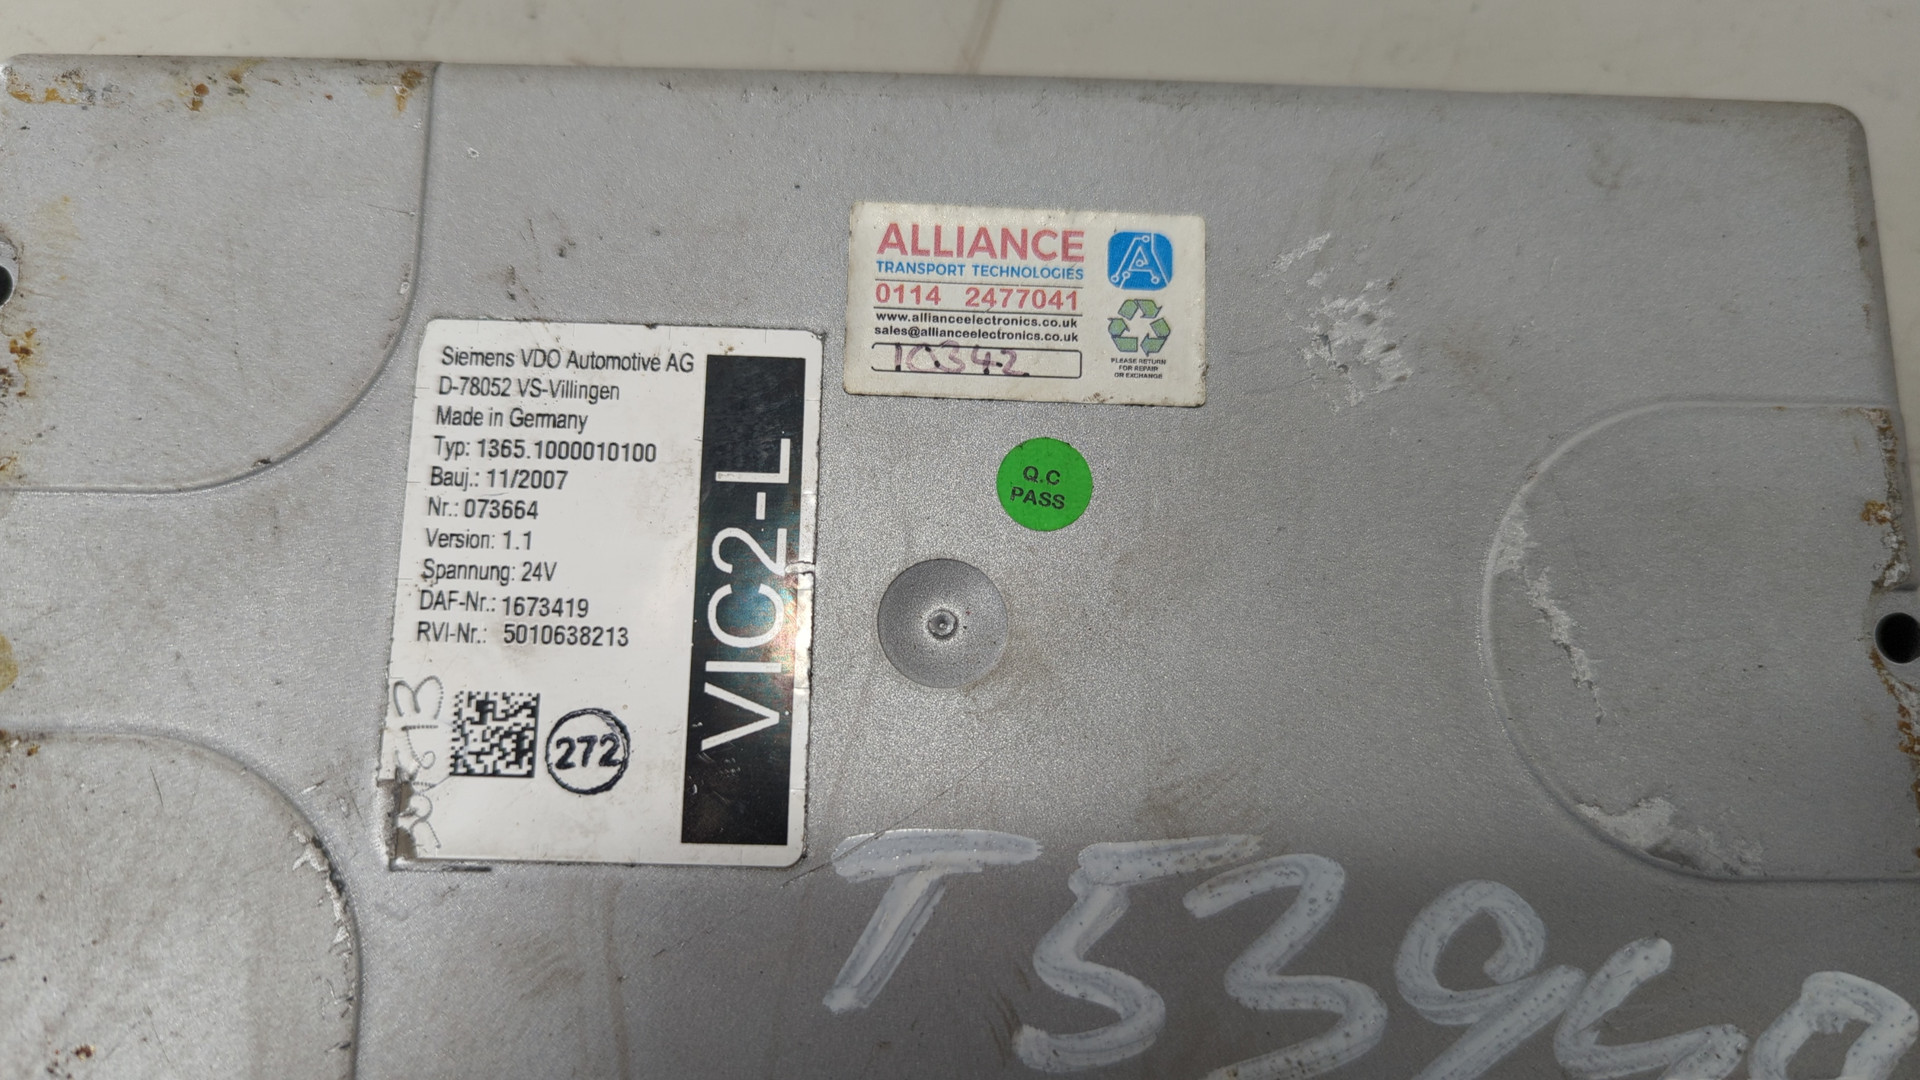 Siemens VDO Automotive AG
D-78052 VS-Villingen
Made in Germany
Typ: 1365.1000010100
Bauj.: 11/2007
Nr.: 073664
Version: 1.1
Spannung: 24V
DAF-Nr.: 1673419
RVI-Nr.: 5010638213
272
VIC2-L
ALLIANCE
TRANSPORT TECHNOLOGIES
0114 2477041
www.allianceelectronics.co.uk
sales@allianceelectronics.co.uk
10342
PLEASE RETURN
FOR REPAIR
OR EXCHANGE
Q.C
PASS